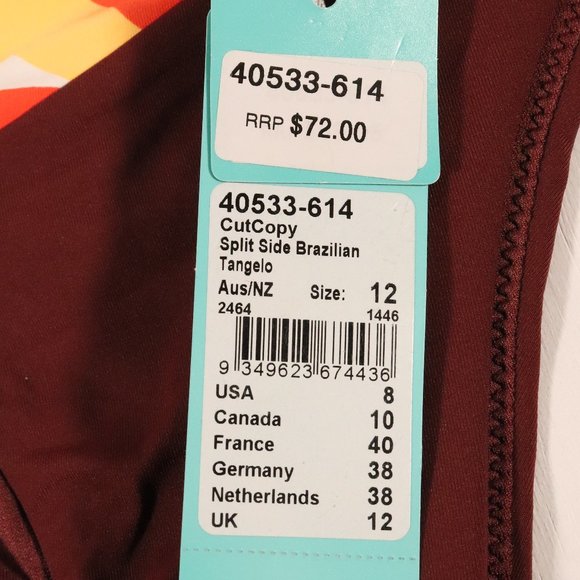 40533-614
RRP $72.00
40533-614
CutCopy
Split Side Brazilian
Tangelo
Aus/NZ Size: 12
2464 1446
9 349623 674436
USA 8
Canada 10
France 40
Germany 38
Netherlands 38
UK 12